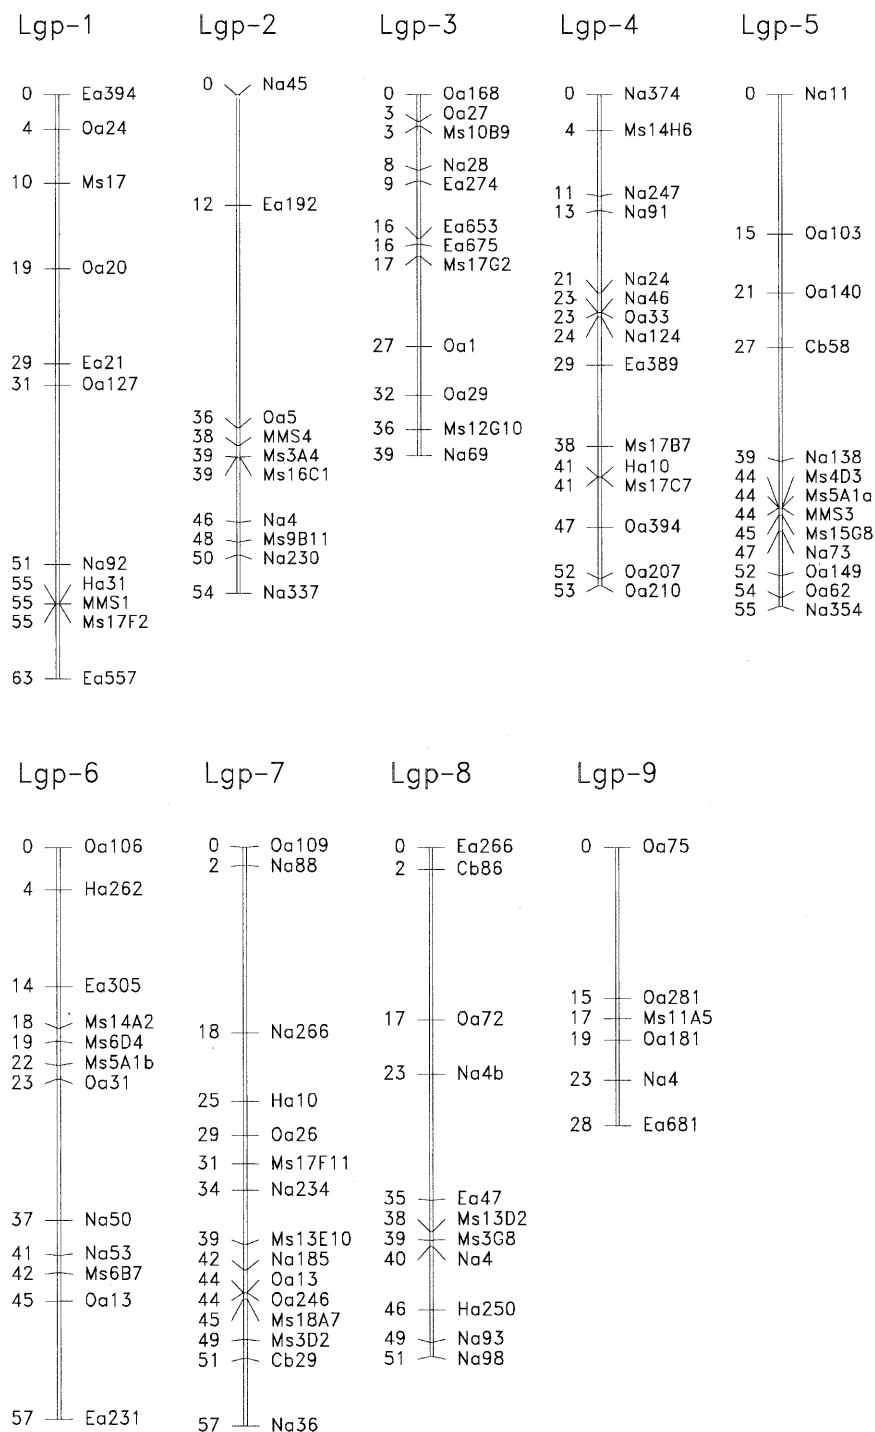 Lgp-1
0 Ea394
4 Oa24
10 Ms17
19 Oa20
29 Ea21
31 Oa127
51 Na92
55 Ha31
55 MMS1
55 Ms17F2
63 Ea557
Lgp-2
0 Na45
12 Ea192
36 Oa5
38 MMS4
39 Ms3A4
39 Ms16C1
46 Na4
48 Ms9B11
50 Na230
54 Na337
Lgp-3
0 Oa168
3 Oa27
3 Ms10B9
8 Na28
9 Ea274
16 Ea653
16 Ea675
17 Ms17G2
27 Oa1
32 Oa29
36 Ms12G10
39 Na69
Lgp-4
0 Na374
4 Ms14H6
11 Na247
13 Na91
21 Na24
23 Na46
23 Oa33
24 Na124
29 Ea389
38 Ms17B7
41 Ha10
41 Ms17C7
47 Oa394
52 Oa207
53 Oa210
Lgp-5
0 Na11
15 Oa103
21 Oa140
27 Cb58
39 Na138
44 Ms4D3
44 Ms5A1a
44 MMS3
45 Ms15G8
47 Na73
52 Oa149
54 Oa62
55 Na354
Lgp-6
0 Oa106
4 Ha262
14 Ea305
18 Ms14A2
19 Ms6D4
22 Ms5A1b
23 Oa31
37 Na50
41 Na53
42 Ms6B7
45 Oa13
57 Ea231
Lgp-7
0 Oa109
2 Na88
18 Na266
25 Ha10
29 Oa26
31 Ms17F11
34 Na234
39 Ms13E10
42 Na185
44 Oa13
44 Oa246
45 Ms18A7
49 Ms3D2
51 Cb29
57 Na36
Lgp-8
0 Ea266
2 Cb86
17 Oa72
23 Na4b
35 Ea47
38 Ms13D2
39 Ms3G8
40 Na4
46 Ha250
49 Na93
51 Na98
Lgp-9
0 Oa75
15 Oa281
17 Ms11A5
19 Oa181
23 Na4
28 Ea681